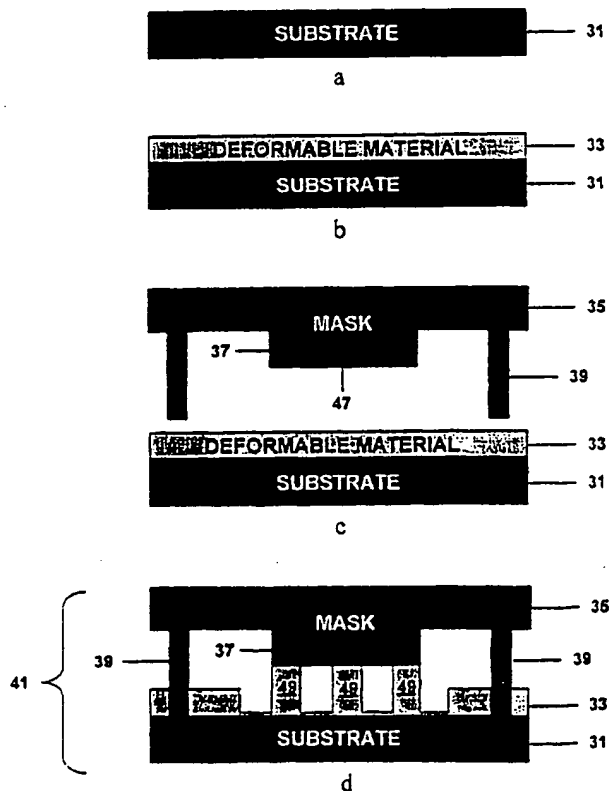 SUBSTRATE 31
a
DEFORMABLE MATERIAL 33
SUBSTRATE 31
b
MASK 35
37
47
39
DEFORMABLE MATERIAL 33
SUBSTRATE 31
c
MASK 35
39 37 39
41
49 49 49
33
SUBSTRATE 31
d